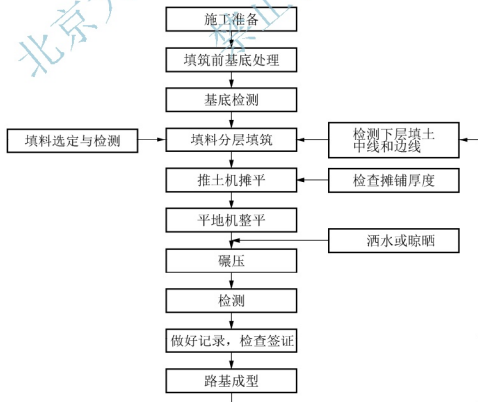 北京
禁止
施工准备
填筑前基底处理
基底检测
填料选定与检测
填料分层填筑
检测下层填土
中线和边线
推土机摊平
检查摊铺厚度
平地机整平
洒水或晾晒
碾压
检测
做好记录，检查签证
路基成型